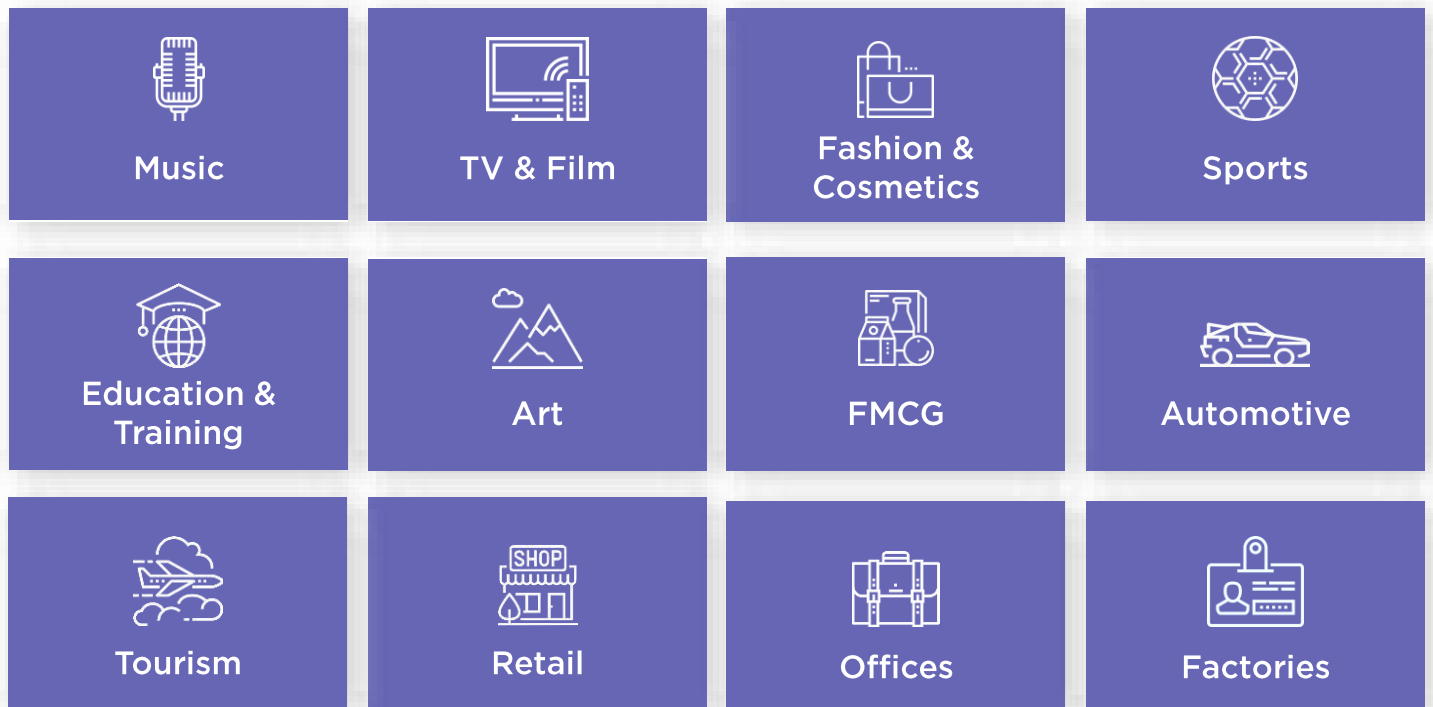 Music
TV & Film
Fashion &
Cosmetics
Sports
Education &
Training
Art
FMCG
Automotive
Tourism
SHOP
Retail
Offices
Factories